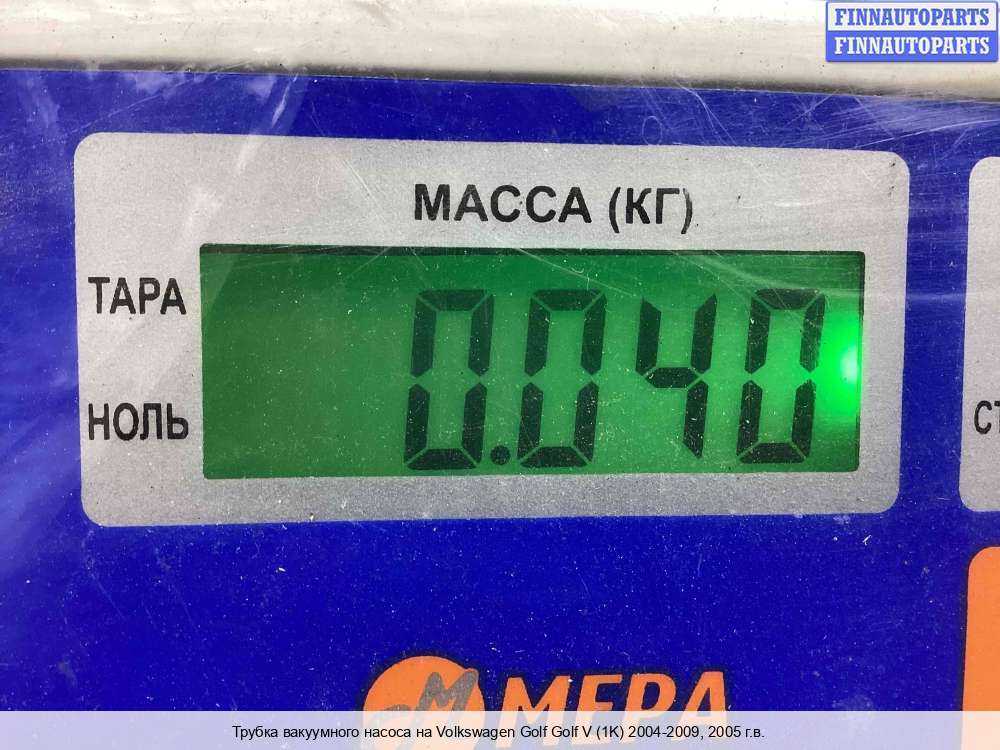 FINNAUTOPARTS
FINNAUTOPARTS
МАССА (КГ)
ТАРА
0.040
НОЛЬ
СТ
МЕРА
Трубка вакуумного насоса на Volkswagen Golf Golf V (1K) 2004-2009, 2005 г.в.